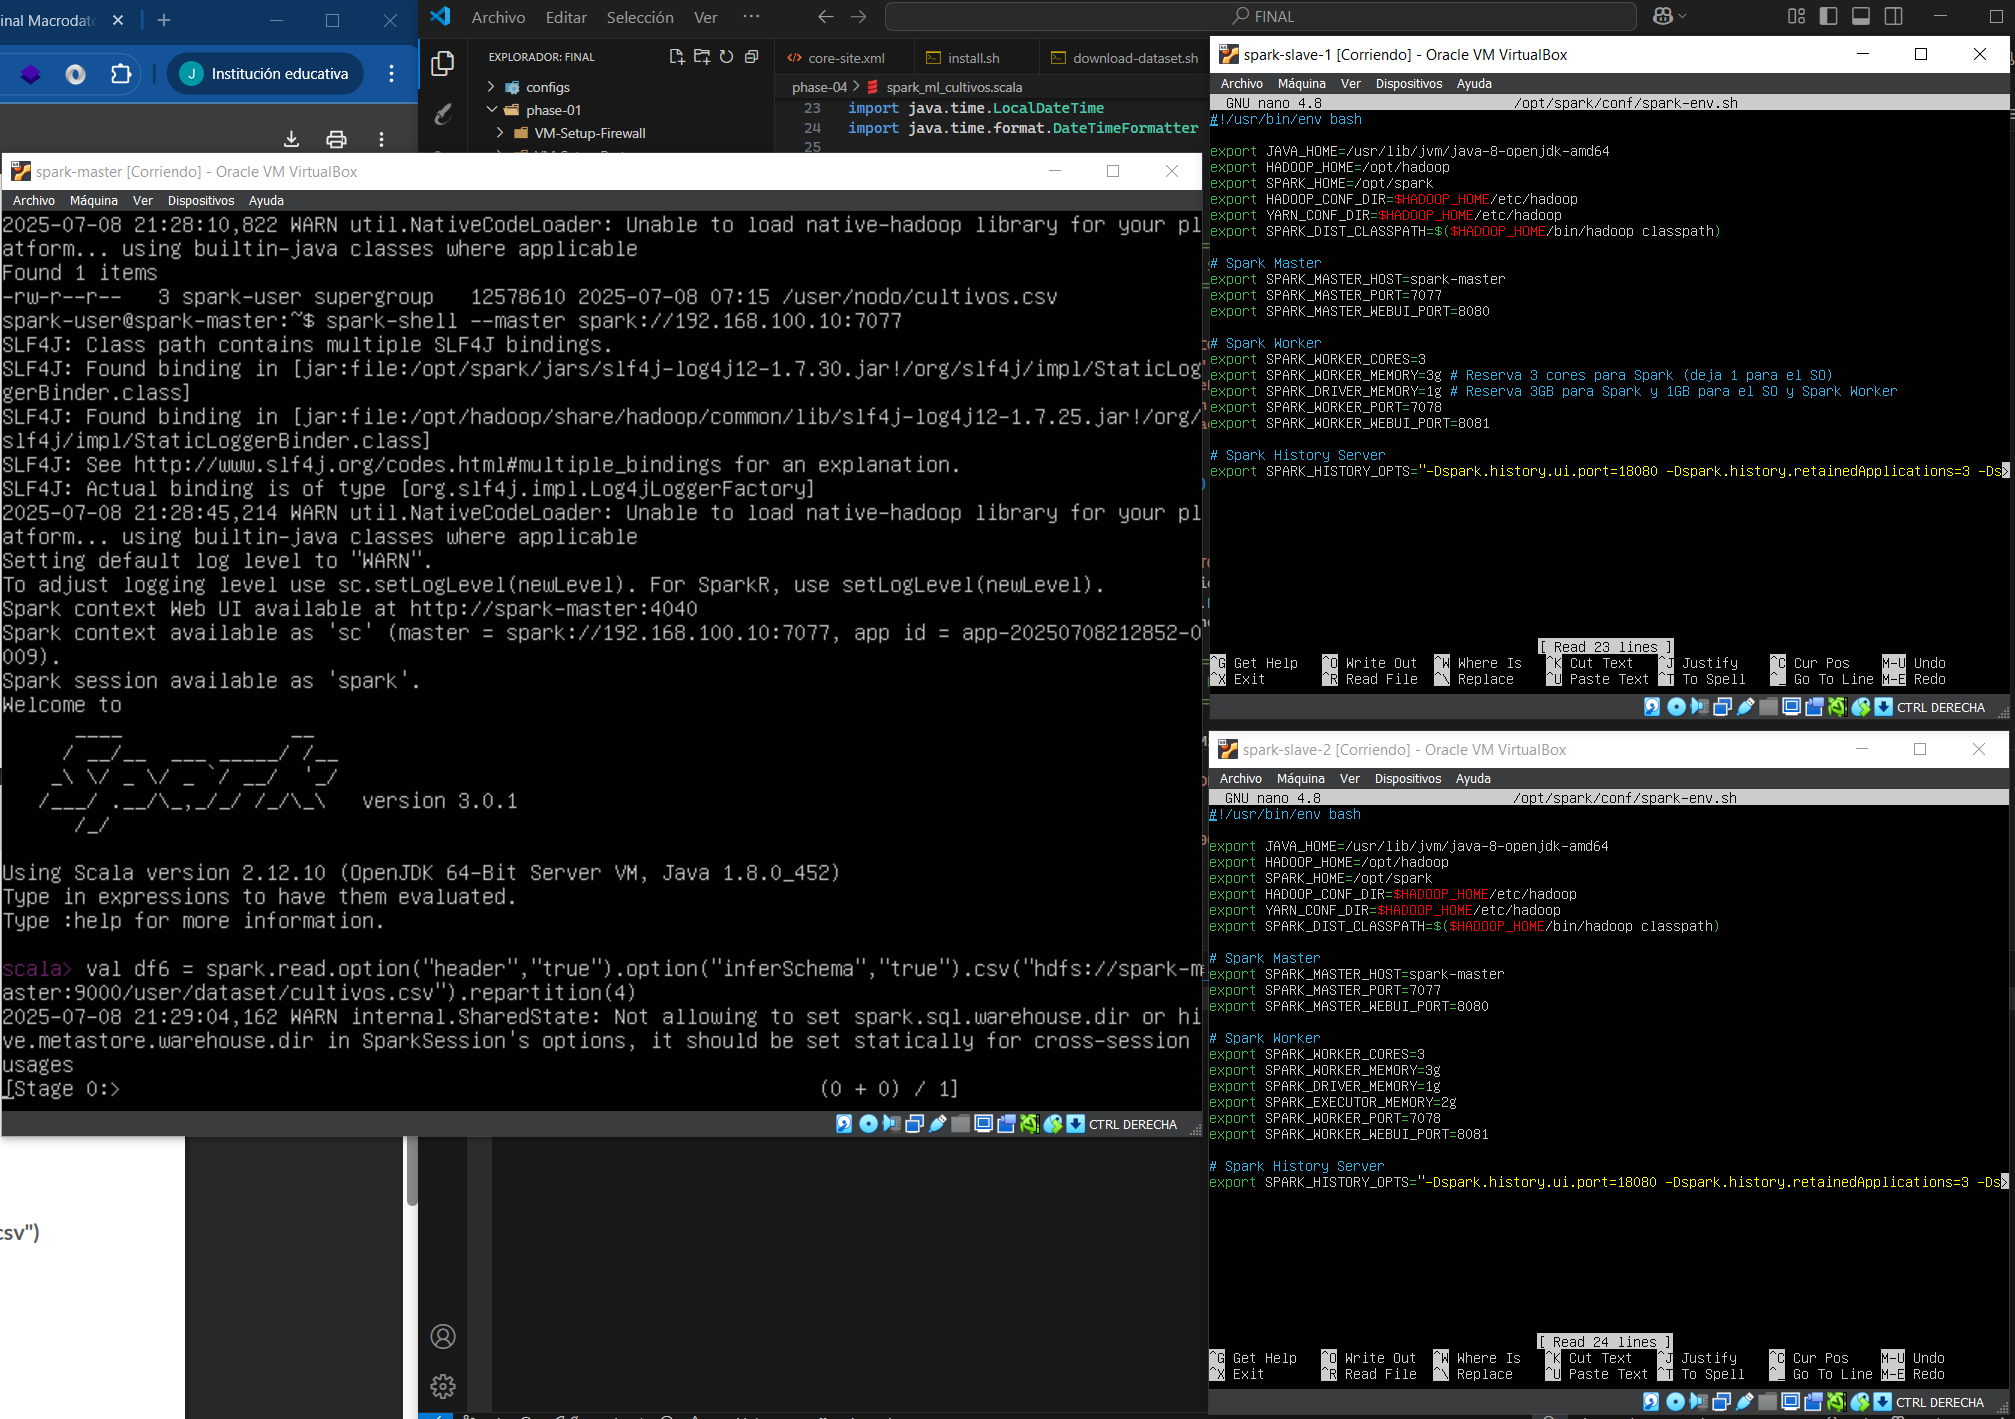 inal Macrodato
Institución educativa
J
Archivo Editar Selección Ver ···
FINAL
EXPLORADOR: FINAL
configs
phase-01
VM-Setup-Firewall
core-site.xml
install.sh
download-dataset.sh
phase-04 > spark_ml_cultivos.scala
23 import java.time.LocalDateTime
24 import java.time.format.DateTimeFormatter
25
spark-master [Corriendo] - Oracle VM VirtualBox
Archivo Máquina Ver Dispositivos Ayuda
2025-07-08 21:28:10,822 WARN util.NativeCodeLoader: Unable to load native-hadoop library for your pl
atform... using builtin-java classes where applicable
Found 1 items
-rw-r--r-- 3 spark-user supergroup 12578610 2025-07-08 07:15 /user/nodo/cultivos.csv
spark-user@spark-master:~$ spark-shell --master spark://192.168.100.10:7077
SLF4J: Class path contains multiple SLF4J bindings.
SLF4J: Found binding in [jar:file:/opt/spark/jars/slf4j-log4j12-1.7.30.jar!/org/slf4j/impl/StaticLog
gerBinder.class]
SLF4J: Found binding in [jar:file:/opt/hadoop/share/hadoop/common/lib/slf4j-log4j12-1.7.25.jar!/org/
slf4j/impl/StaticLoggerBinder.class]
SLF4J: See http://www.slf4j.org/codes.html#multiple_bindings for an explanation.
SLF4J: Actual binding is of type [org.slf4j.impl.Log4jLoggerFactory]
2025-07-08 21:28:45,214 WARN util.NativeCodeLoader: Unable to load native-hadoop library for your pl
atform... using builtin-java classes where applicable
Setting default log level to "WARN".
To adjust logging level use sc.setLogLevel(newLevel). For SparkR, use setLogLevel(newLevel).
Spark context Web UI available at http://spark-master:4040
Spark context available as 'sc' (master = spark://192.168.100.10:7077, app id = app-20250708212852-0
009).
Spark session available as 'spark'.
Welcome to
Spark version 3.0.1
Using Scala version 2.12.10 (OpenJDK 64-Bit Server VM, Java 1.8.0_452)
Type in expressions to have them evaluated.
Type :help for more information.
scala> val df6 = spark.read.option("header","true").option("inferSchema","true").csv("hdfs://spark-m
aster:9000/user/dataset/cultivos.csv").repartition(4)
2025-07-08 21:29:04,162 WARN internal.SharedState: Not allowing to set spark.sql.warehouse.dir or hi
ve.metastore.warehouse.dir in SparkSession's options, it should be set statically for cross-session
usages
[Stage 0:> (0 + 0) / 1]
CTRL DERECHA
csv")
spark-slave-1 [Corriendo] - Oracle VM VirtualBox
Archivo Máquina Ver Dispositivos Ayuda
GNU nano 4.8 /opt/spark/conf/spark-env.sh
#!/usr/bin/env bash
export JAVA_HOME=/usr/lib/jvm/java-8-openjdk-amd64
export HADOOP_HOME=/opt/hadoop
export SPARK_HOME=/opt/spark
export HADOOP_CONF_DIR=$HADOOP_HOME/etc/hadoop
export YARN_CONF_DIR=$HADOOP_HOME/etc/hadoop
export SPARK_DIST_CLASSPATH=$($HADOOP_HOME/bin/hadoop classpath)
# Spark Master
export SPARK_MASTER_HOST=spark-master
export SPARK_MASTER_PORT=7077
export SPARK_MASTER_WEBUI_PORT=8080
# Spark Worker
export SPARK_WORKER_CORES=3
export SPARK_WORKER_MEMORY=3g # Reserva 3 cores para Spark (deja 1 para el SO)
export SPARK_DRIVER_MEMORY=1g # Reserva 3GB para Spark y 1GB para el SO y Spark Worker
export SPARK_WORKER_PORT=7078
export SPARK_WORKER_WEBUI_PORT=8081
# Spark History Server
export SPARK_HISTORY_OPTS="-Dspark.history.ui.port=18080 -Dspark.history.retainedApplications=3 -Ds>
[ Read 23 lines ]
^G Get Help ^O Write Out ^W Where Is ^K Cut Text ^J Justify ^C Cur Pos M-U Undo
^X Exit ^R Read File ^\ Replace ^U Paste Text ^T To Spell ^_ Go To Line M-E Redo
CTRL DERECHA
spark-slave-2 [Corriendo] - Oracle VM VirtualBox
Archivo Máquina Ver Dispositivos Ayuda
GNU nano 4.8 /opt/spark/conf/spark-env.sh
#!/usr/bin/env bash
export JAVA_HOME=/usr/lib/jvm/java-8-openjdk-amd64
export HADOOP_HOME=/opt/hadoop
export SPARK_HOME=/opt/spark
export HADOOP_CONF_DIR=$HADOOP_HOME/etc/hadoop
export YARN_CONF_DIR=$HADOOP_HOME/etc/hadoop
export SPARK_DIST_CLASSPATH=$($HADOOP_HOME/bin/hadoop classpath)
# Spark Master
export SPARK_MASTER_HOST=spark-master
export SPARK_MASTER_PORT=7077
export SPARK_MASTER_WEBUI_PORT=8080
# Spark Worker
export SPARK_WORKER_CORES=3
export SPARK_WORKER_MEMORY=3g
export SPARK_DRIVER_MEMORY=1g
export SPARK_EXECUTOR_MEMORY=2g
export SPARK_WORKER_PORT=7078
export SPARK_WORKER_WEBUI_PORT=8081
# Spark History Server
export SPARK_HISTORY_OPTS="-Dspark.history.ui.port=18080 -Dspark.history.retainedApplications=3 -Ds>
[ Read 24 lines ]
^G Get Help ^O Write Out ^W Where Is ^K Cut Text ^J Justify ^C Cur Pos M-U Undo
^X Exit ^R Read File ^\ Replace ^U Paste Text ^T To Spell ^_ Go To Line M-E Redo
CTRL DERECHA